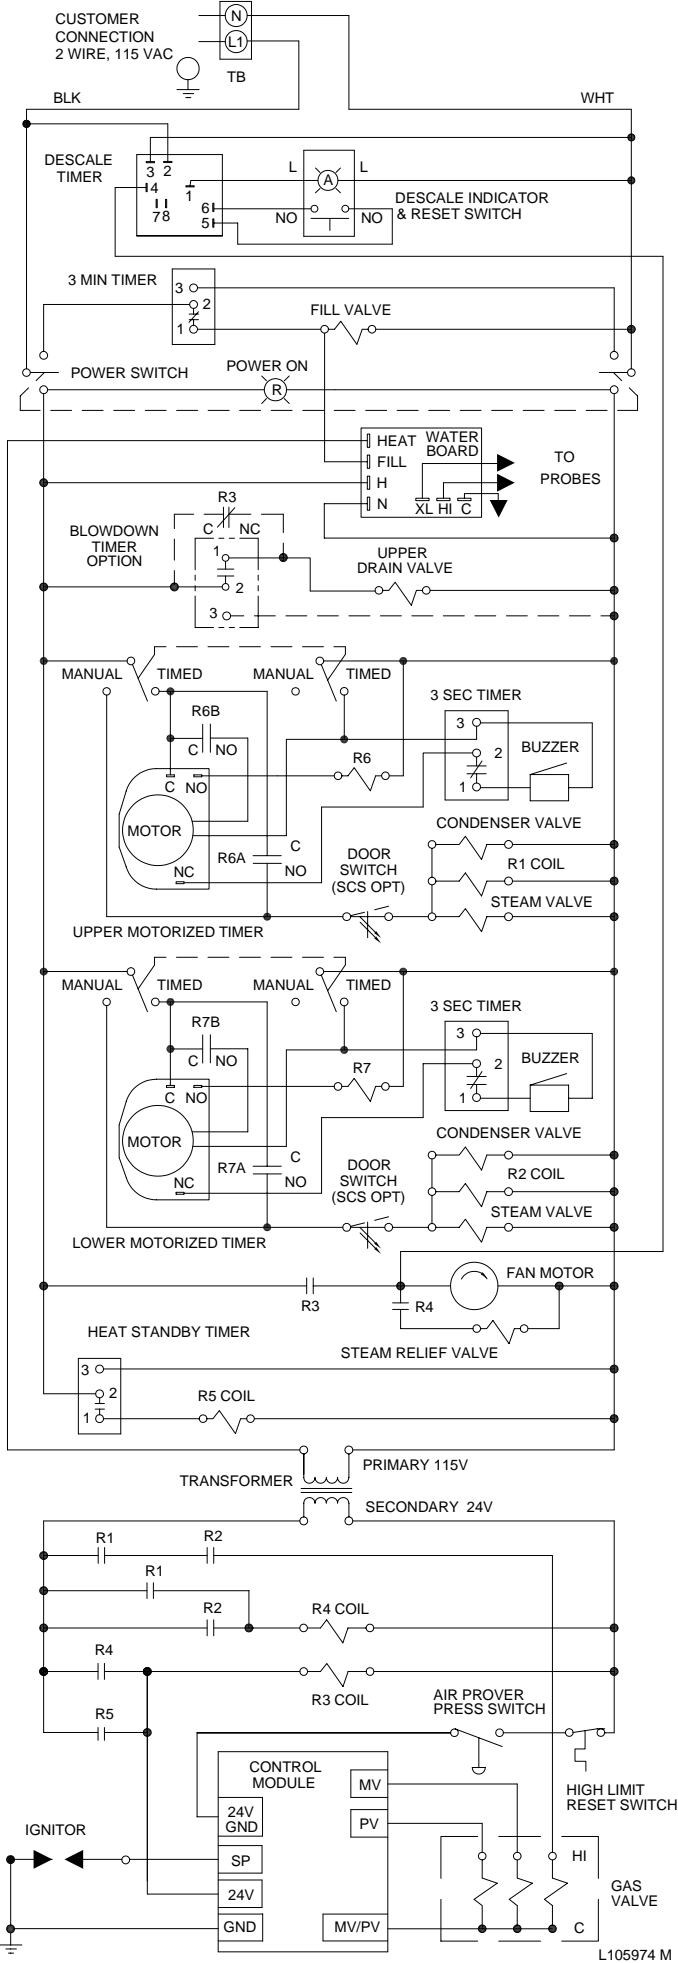 CUSTOMER
CONNECTION
2 WIRE, 115 VAC
N
L1
TB
BLK
WHT
DESCALE
TIMER
3 2
4
1
7 8
6
5
L
A
L
NO
NO
DESCALE INDICATOR
& RESET SWITCH
3 MIN TIMER
3
2
1
FILL VALVE
POWER SWITCH
POWER ON
R
HEAT
FILL
H
N
WATER
BOARD
XL HI C
TO
PROBES
R3
C NC
BLOWDOWN
TIMER
OPTION
1
2
3
UPPER
DRAIN VALVE
MANUAL
TIMED
MANUAL
TIMED
R6B
C NO
3 SEC TIMER
3
2
1
BUZZER
R6
C NO
MOTOR
NC
R6A
C
NO
DOOR
SWITCH
(SCS OPT)
CONDENSER VALVE
R1 COIL
STEAM VALVE
UPPER MOTORIZED TIMER
MANUAL
TIMED
MANUAL
TIMED
R7B
C NO
3 SEC TIMER
3
2
1
BUZZER
R7
C NO
MOTOR
NC
R7A
C
NO
DOOR
SWITCH
(SCS OPT)
CONDENSER VALVE
R2 COIL
STEAM VALVE
LOWER MOTORIZED TIMER
R3
R4
FAN MOTOR
STEAM RELIEF VALVE
HEAT STANDBY TIMER
3
2
1
R5 COIL
TRANSFORMER
PRIMARY 115V
SECONDARY 24V
R1
R2
R1
R2
R4 COIL
R4
R3 COIL
R5
AIR PROVER
PRESS SWITCH
HIGH LIMIT
RESET SWITCH
CONTROL
MODULE
MV
24V
GND
PV
IGNITOR
SP
24V
GND
MV/PV
HI
GAS
VALVE
C
L105974 M